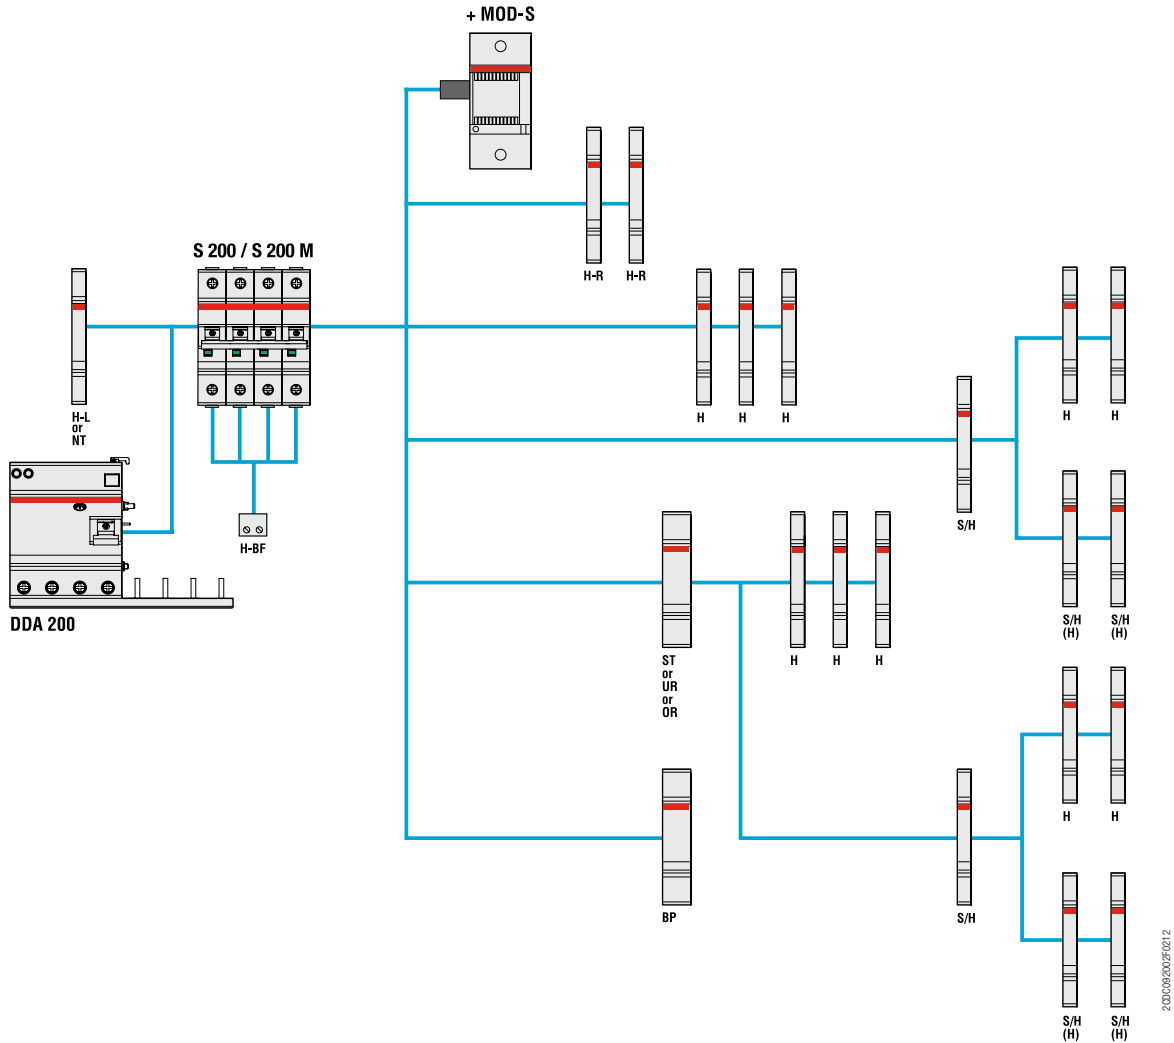 + MOD-S
H-R H-R
S 200 / S 200 M
H-L
or
NT
H H H
H H
S/H
H-BF
DDA 200
S/H S/H
(H) (H)
ST
or
UR
or
OR
H H H
H H
BP
S/H
S/H S/H
(H) (H)
2CDC092002F0212